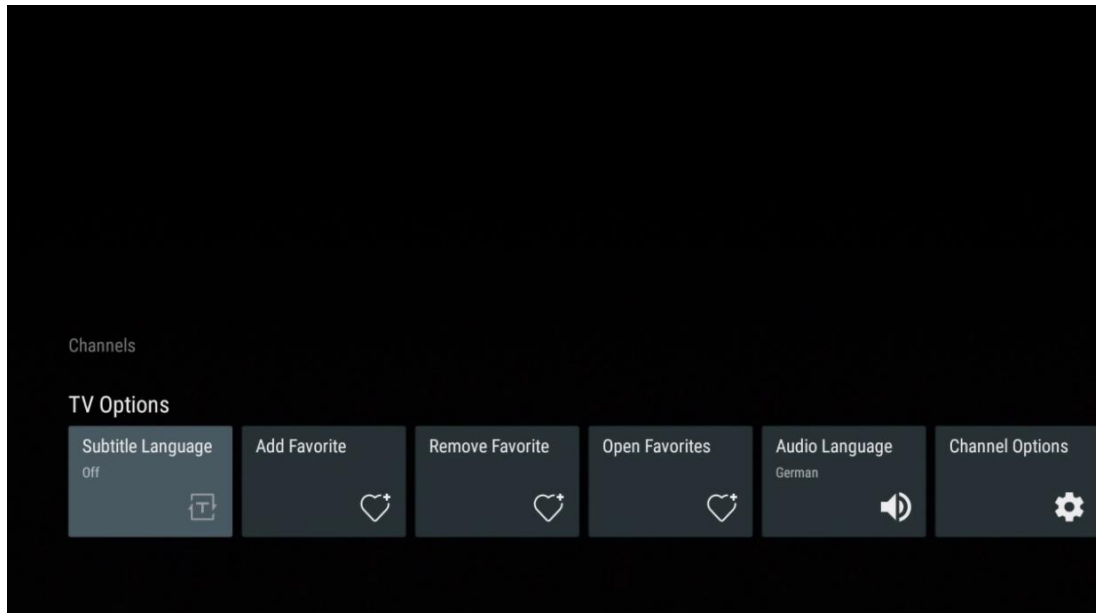 Channels
TV Options
Subtitle Language
Off
Add Favorite
Remove Favorite
Open Favorites
Audio Language
German
Channel Options